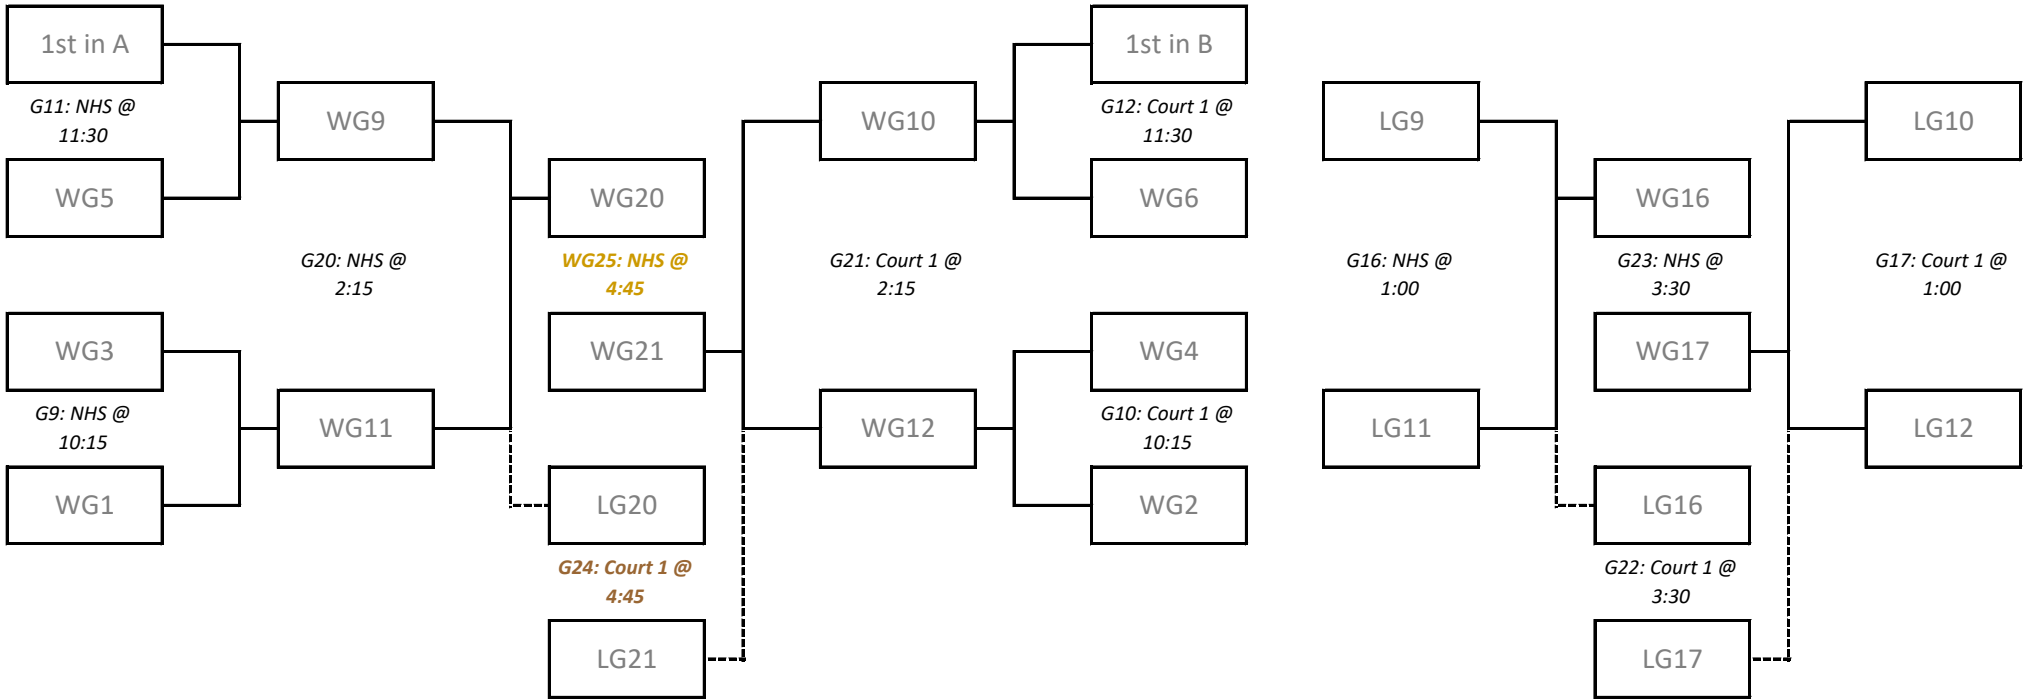 1st in A
G11: NHS @
11:30
WG5
WG3
G9: NHS @
10:15
WG1
WG9
G20: NHS @
2:15
WG11
WG20
WG25: NHS @
4:45
WG21
LG20
G24: Court 1 @
4:45
LG21
WG10
G21: Court 1 @
2:15
WG12
1st in B
G12: Court 1 @
11:30
WG6
WG4
G10: Court 1 @
10:15
WG2
LG9
G16: NHS @
1:00
LG11
WG16
G23: NHS @
3:30
WG17
LG16
G22: Court 1 @
3:30
LG17
LG10
G17: Court 1 @
1:00
LG12